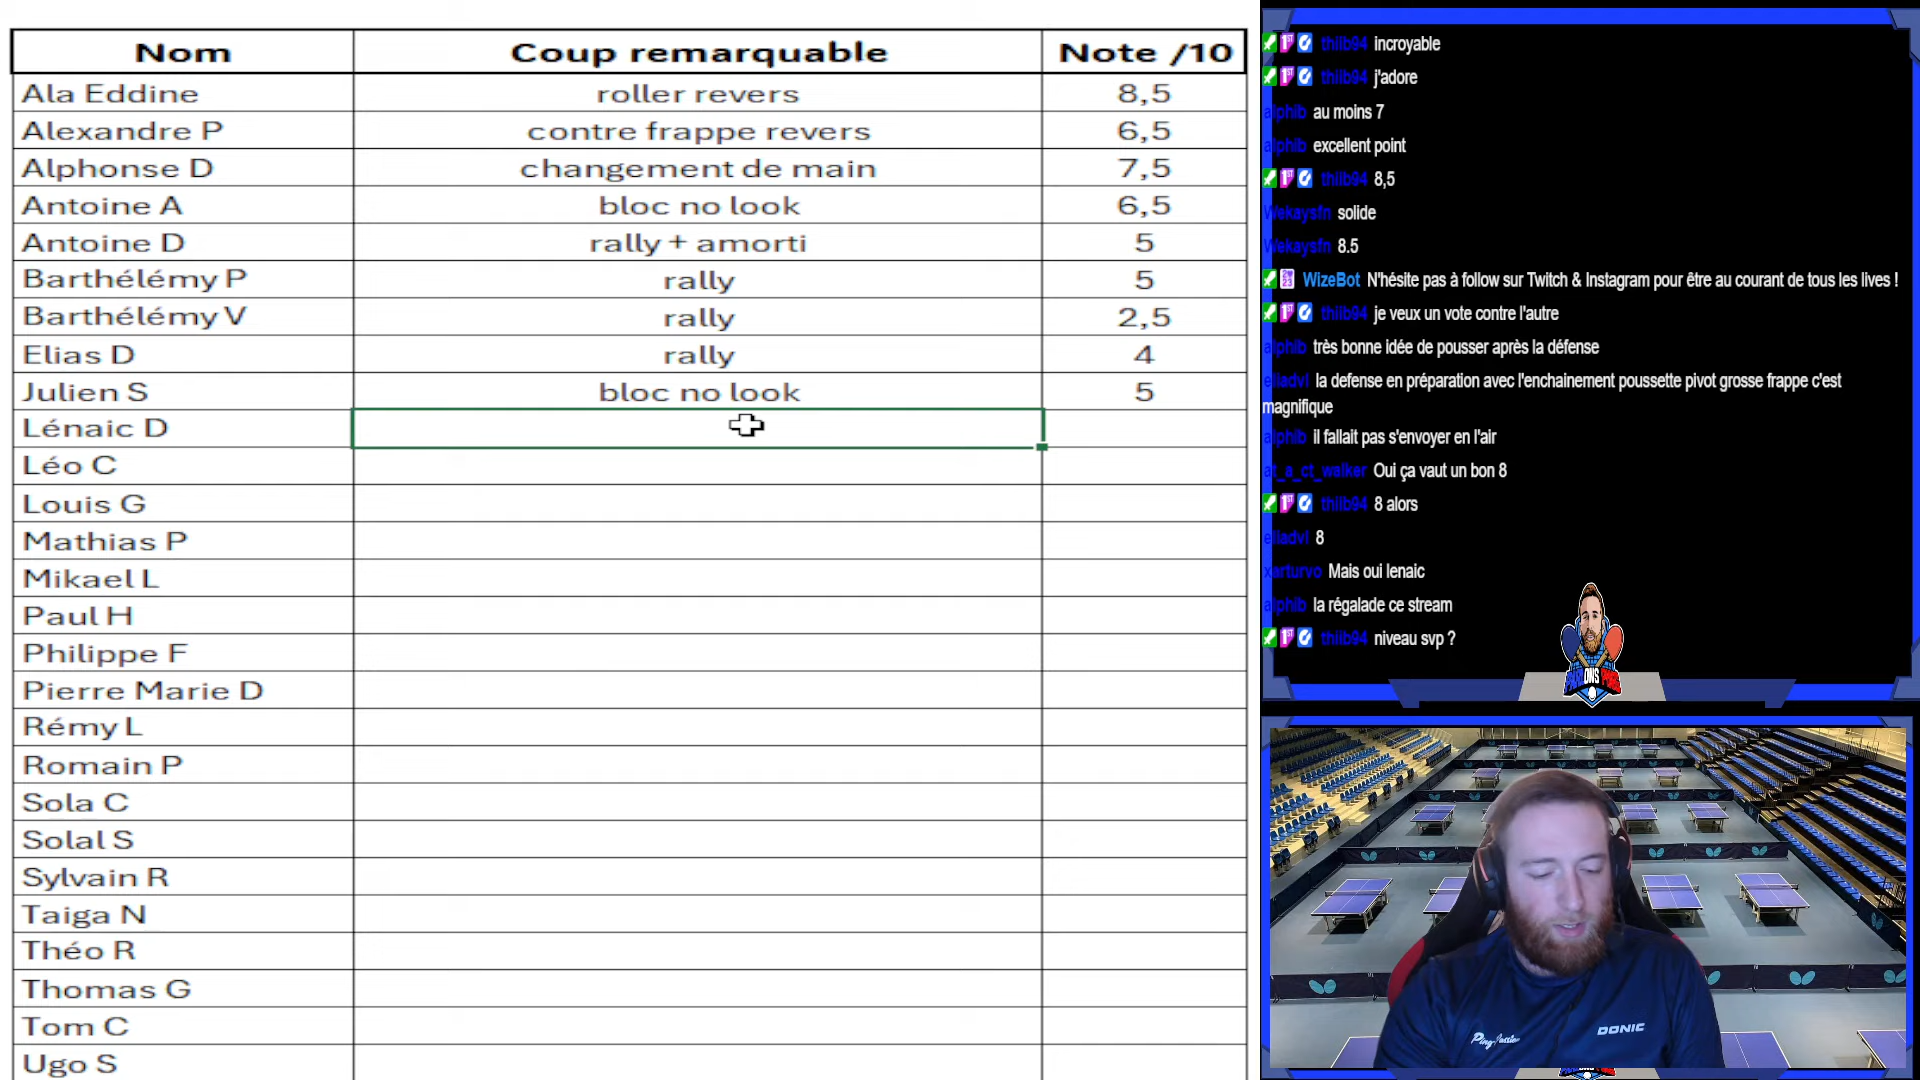 Nom Coup remarquable Note /10
Ala Eddine roller revers 8,5
Alexandre P contre frappe revers 6,5
Alphonse D changement de main 7,5
Antoine A bloc no look 6,5
Antoine D rally + amorti 5
Barthélémy P rally 5
Barthélémy V rally 2,5
Elias D rally 4
Julien S bloc no look 5
Lénaic D
Léo C
Louis G
Mathias P
Mikael L
Paul H
Philippe F
Pierre Marie D
Rémy L
Romain P
Sola C
Solal S
Sylvain R
Taiga N
Théo R
Thomas G
Tom C
Ugo S
thiib94 incroyable
thiib94 j'adore
alphib au moins 7
alphib excellent point
thiib94 8,5
Wekaysfn solide
Wekaysfn 8.5
WizeBot N'hésite pas à follow sur Twitch & Instagram pour être au courant de tous les lives !
thiib94 je veux un vote contre l'autre
alphib très bonne idée de pousser après la défense
elladvl la defense en préparation avec l'enchainement poussette pivot grosse frappe c'est
magnifique
alphib il fallait pas s'envoyer en l'air
at_a_ct_walker Oui ça vaut un bon 8
thiib94 8 alors
elladvl 8
xarturvo Mais oui lenaic
alphib la régalade ce stream
thiib94 niveau svp ?
DONIC